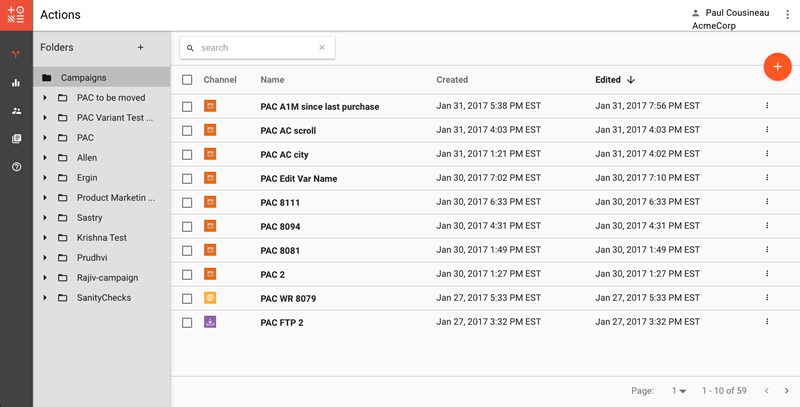 Actions
Paul Cousineau
AcmeCorp
Folders +
search
Campaigns
PAC to be moved
PAC Variant Test ...
PAC
Allen
Ergin
Product Marketin ...
Sastry
Krishna Test
Prudhvi
Rajiv-campaign
SanityChecks
Channel Name Created Edited
PAC A1M since last purchase Jan 31, 2017 5:38 PM EST Jan 31, 2017 7:56 PM EST
PAC AC scroll Jan 31, 2017 4:03 PM EST Jan 31, 2017 4:03 PM EST
PAC AC city Jan 31, 2017 1:21 PM EST Jan 31, 2017 4:02 PM EST
PAC Edit Var Name Jan 30, 2017 7:02 PM EST Jan 30, 2017 7:10 PM EST
PAC 8111 Jan 30, 2017 6:33 PM EST Jan 30, 2017 6:33 PM EST
PAC 8094 Jan 30, 2017 4:31 PM EST Jan 30, 2017 4:31 PM EST
PAC 8081 Jan 30, 2017 1:49 PM EST Jan 30, 2017 1:49 PM EST
PAC 2 Jan 30, 2017 1:27 PM EST Jan 30, 2017 1:27 PM EST
PAC WR 8079 Jan 27, 2017 5:33 PM EST Jan 27, 2017 5:33 PM EST
PAC FTP 2 Jan 27, 2017 3:32 PM EST Jan 27, 2017 3:32 PM EST
Page: 1 1 - 10 of 59